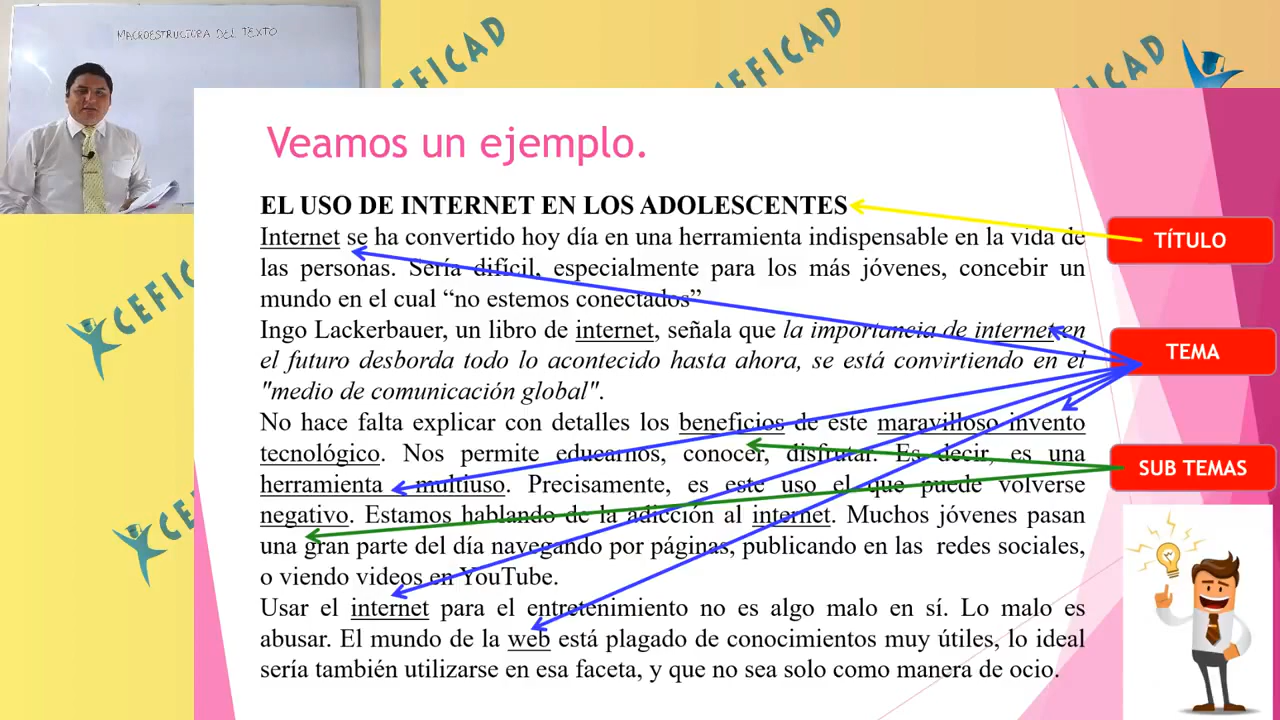 MACROESTRUCTURA DEL TEXTO
CEFICAD
CEFICAD
CEFICAD
CEFICAD
CEFICAD
Veamos un ejemplo.
EL USO DE INTERNET EN LOS ADOLESCENTES
Internet se ha convertido hoy día en una herramienta indispensable en la vida de
las personas. Sería difícil, especialmente para los más jóvenes, concebir un
mundo en el cual “no estemos conectados”
Ingo Lackerbauer, un libro de internet, señala que la importancia de internet en
el futuro desborda todo lo acontecido hasta ahora, se está convirtiendo en el
"medio de comunicación global".
No hace falta explicar con detalles los beneficios de este maravilloso invento
tecnológico. Nos permite educarnos, conocer, disfrutar. Es decir, es una
herramienta multiuso. Precisamente, es este uso el que puede volverse
negativo. Estamos hablando de la adicción al internet. Muchos jóvenes pasan
una gran parte del día navegando por páginas, publicando en las redes sociales,
o viendo videos en YouTube.
Usar el internet para el entretenimiento no es algo malo en sí. Lo malo es
abusar. El mundo de la web está plagado de conocimientos muy útiles, lo ideal
sería también utilizarse en esa faceta, y que no sea solo como manera de ocio.
TÍTULO
TEMA
SUB TEMAS